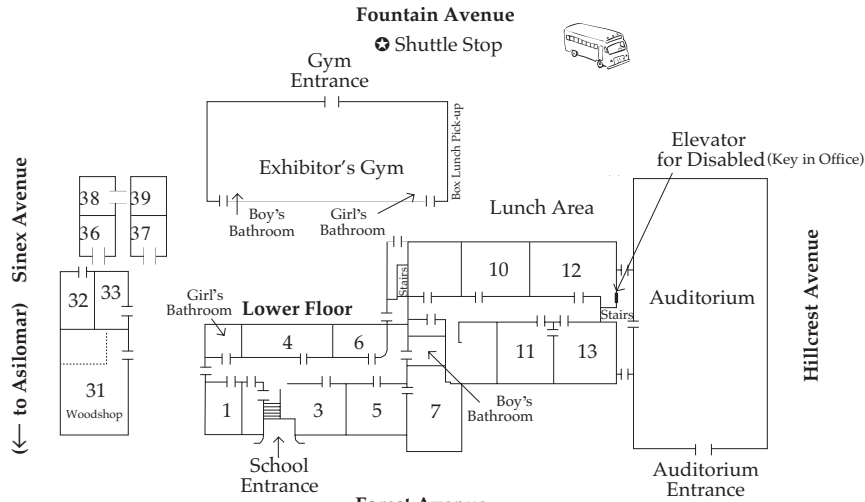 Fountain Avenue
✪ Shuttle Stop
Gym
Entrance
Box Lunch Pick-up
Exhibitor's Gym
Boy's
Bathroom
Girl's
Bathroom
Elevator
for Disabled (Key in Office)
Lunch Area
(← to Asilomar) Sinex Avenue
38
39
36
37
32
33
31
Woodshop
Girl's
Bathroom
Lower Floor
Stairs
10
12
Stairs
Auditorium
Hillcrest Avenue
4
6
11
13
1
3
5
7
Boy's
Bathroom
School
Entrance
Auditorium
Entrance
Forest Avenue